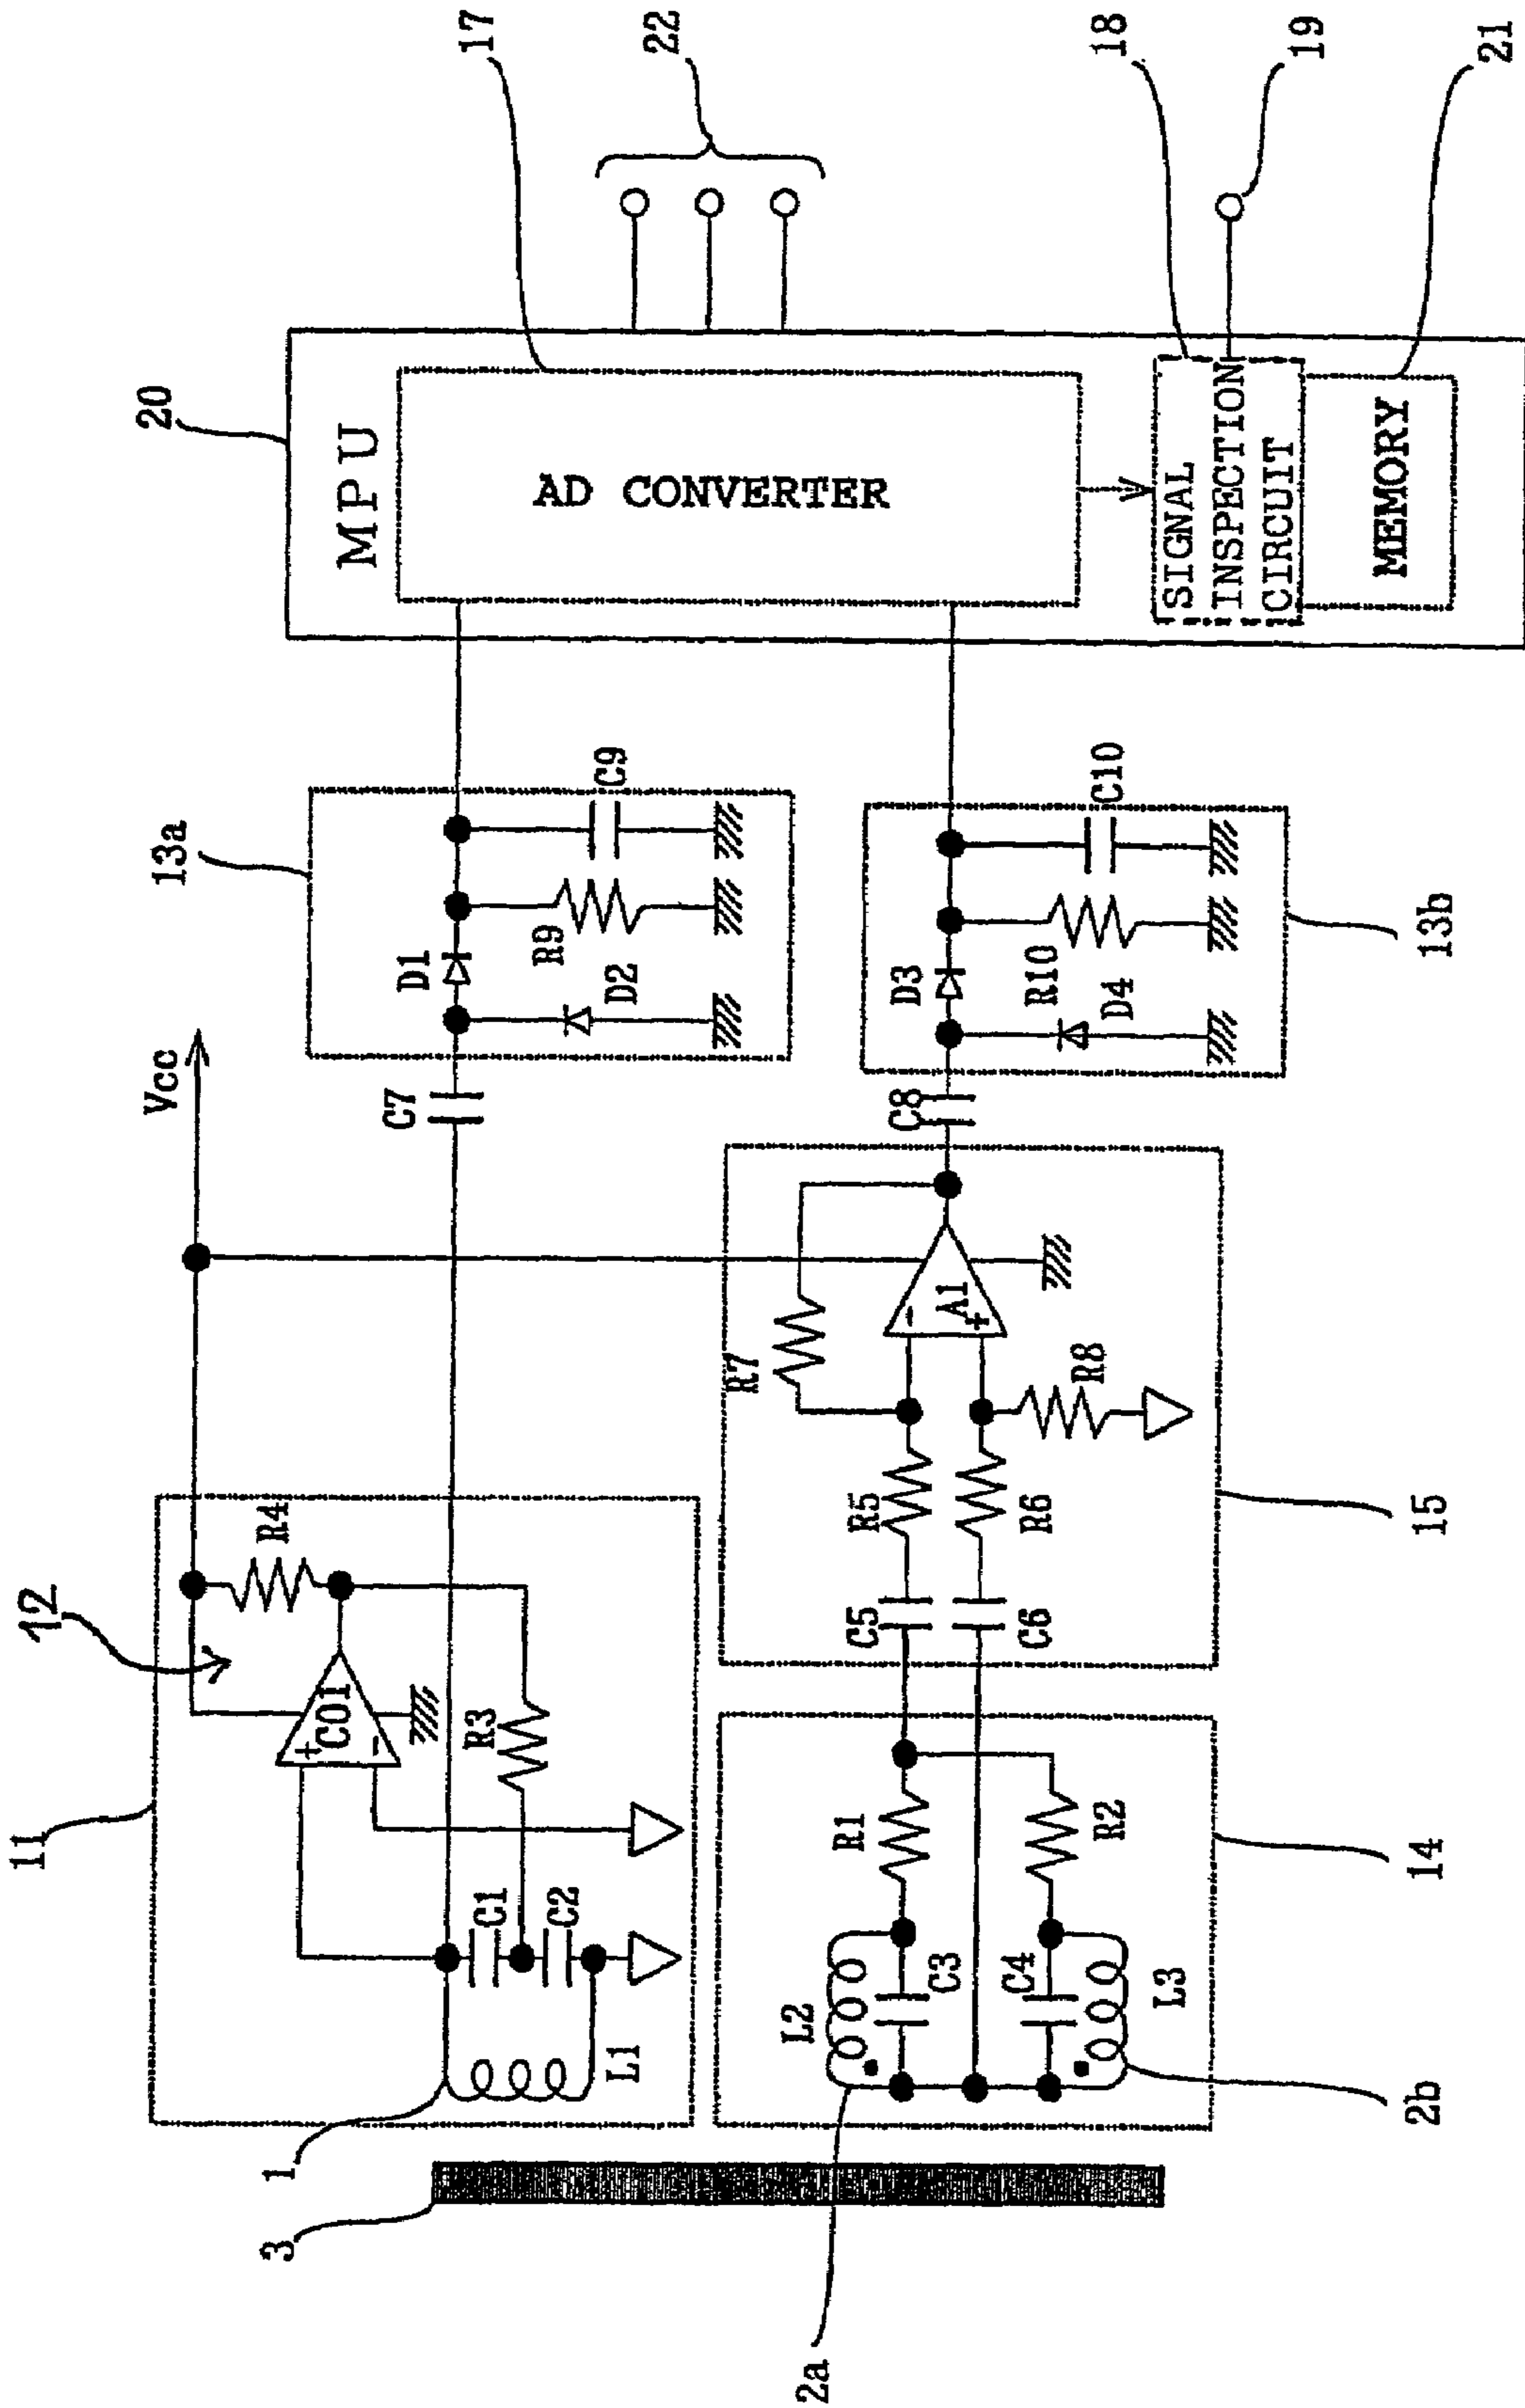 11
12
R4
CO1
+
-
R3
C1
C2
L1
1
3
Vcc
C7
13a
D1
D2
R9
C9
20
MPU
AD CONVERTER
17
22
SIGNAL
INSPECTION
CIRCUIT
18
19
MEMORY
21
2a
L2
C3
R1
C4
R2
L3
2b
14
C5
R5
C6
R6
R7
A1
-
+
R8
15
C8
D3
D4
R10
C10
13b